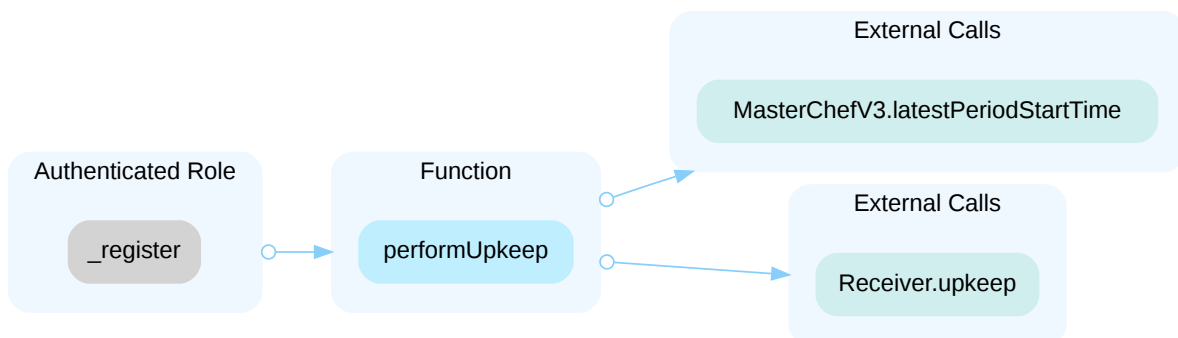 Authenticated Role
_register
Function
performUpkeep
External Calls
MasterChefV3.latestPeriodStartTime
External Calls
Receiver.upkeep